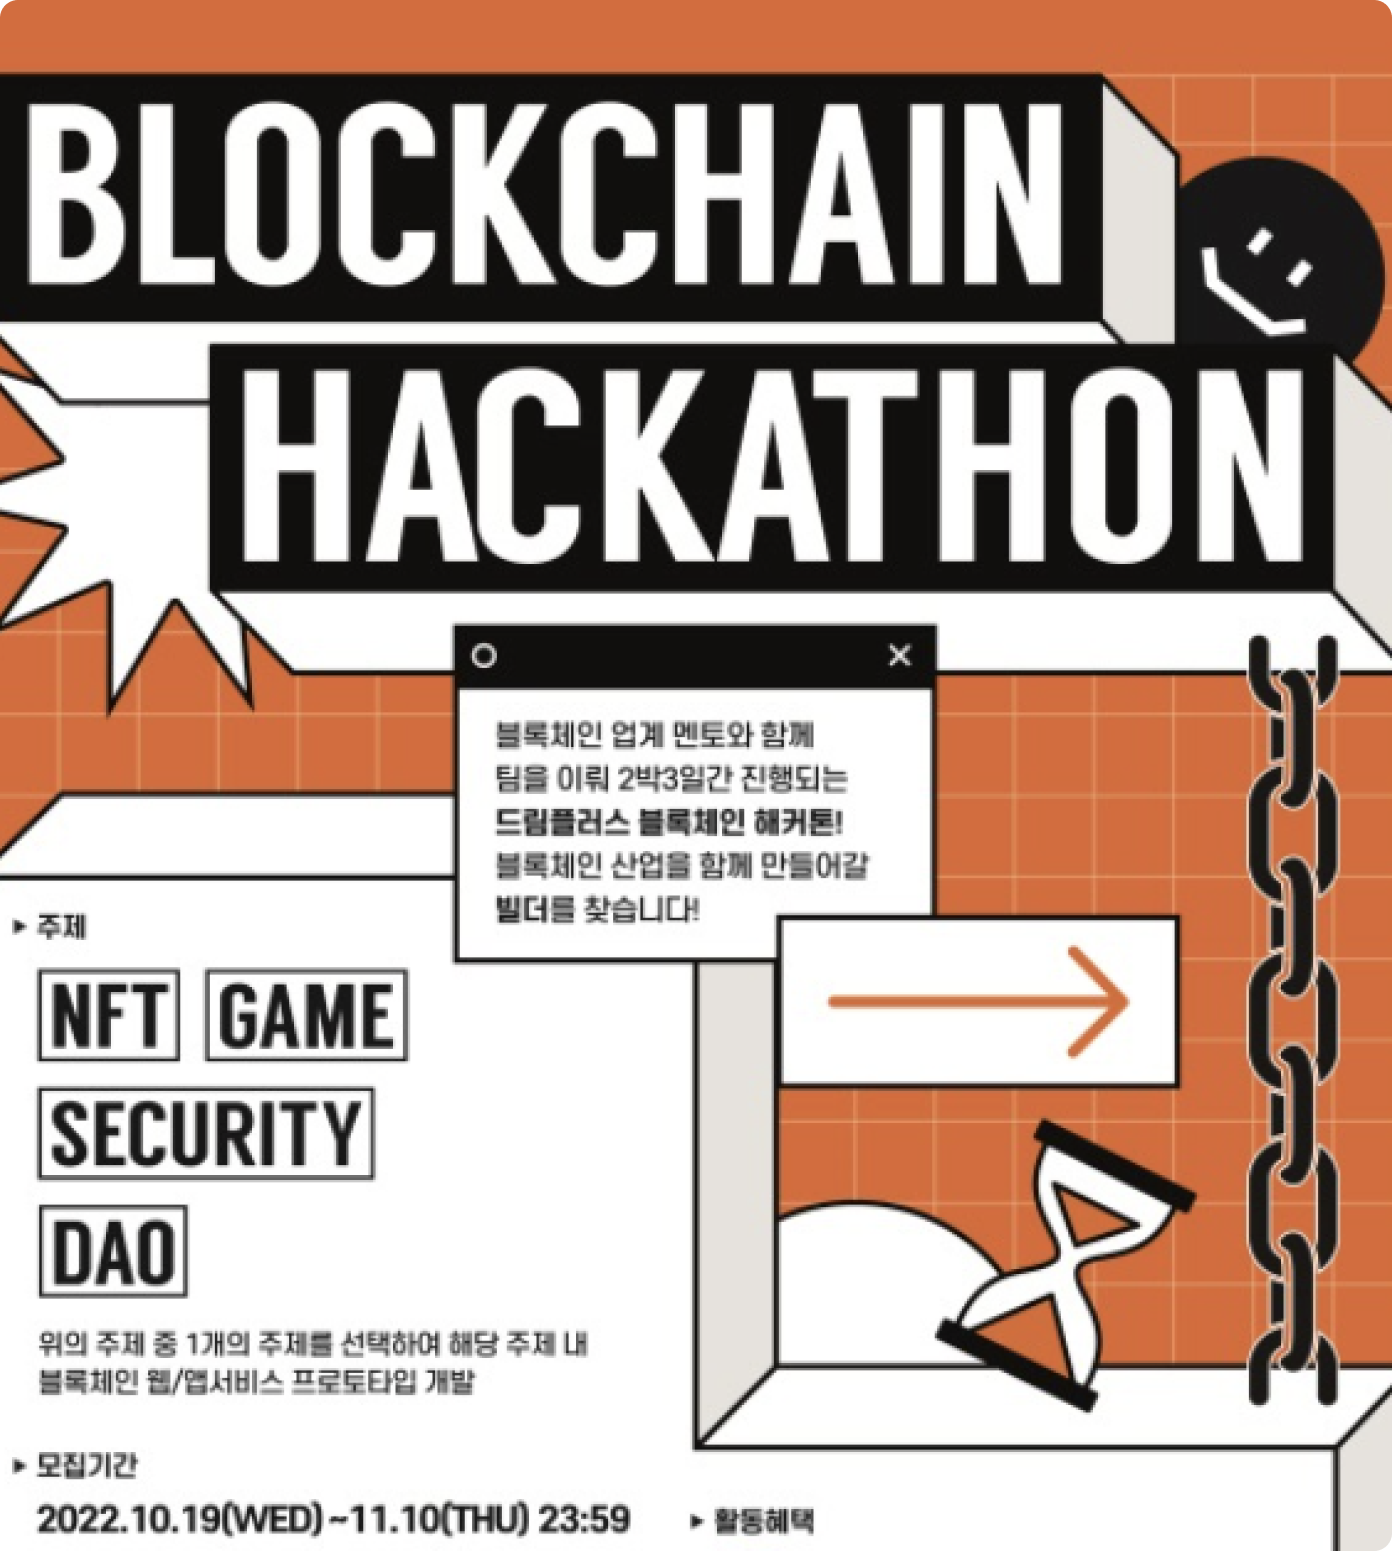 BLOCKCHAIN
HACKATHON
블록체인 업계 멘토와 함께
팀을 이뤄 2박3일간 진행되는
드림플러스 블록체인 해커톤!
블록체인 산업을 함께 만들어갈
빌더를 찾습니다!
▸ 주제
NFT GAME
SECURITY
DAO
위의 주제 중 1개의 주제를 선택하여 해당 주제 내
블록체인 웹/앱서비스 프로토타입 개발
▸ 모집기간
2022.10.19(WED) ~11.10(THU) 23:59
▸ 활동혜택